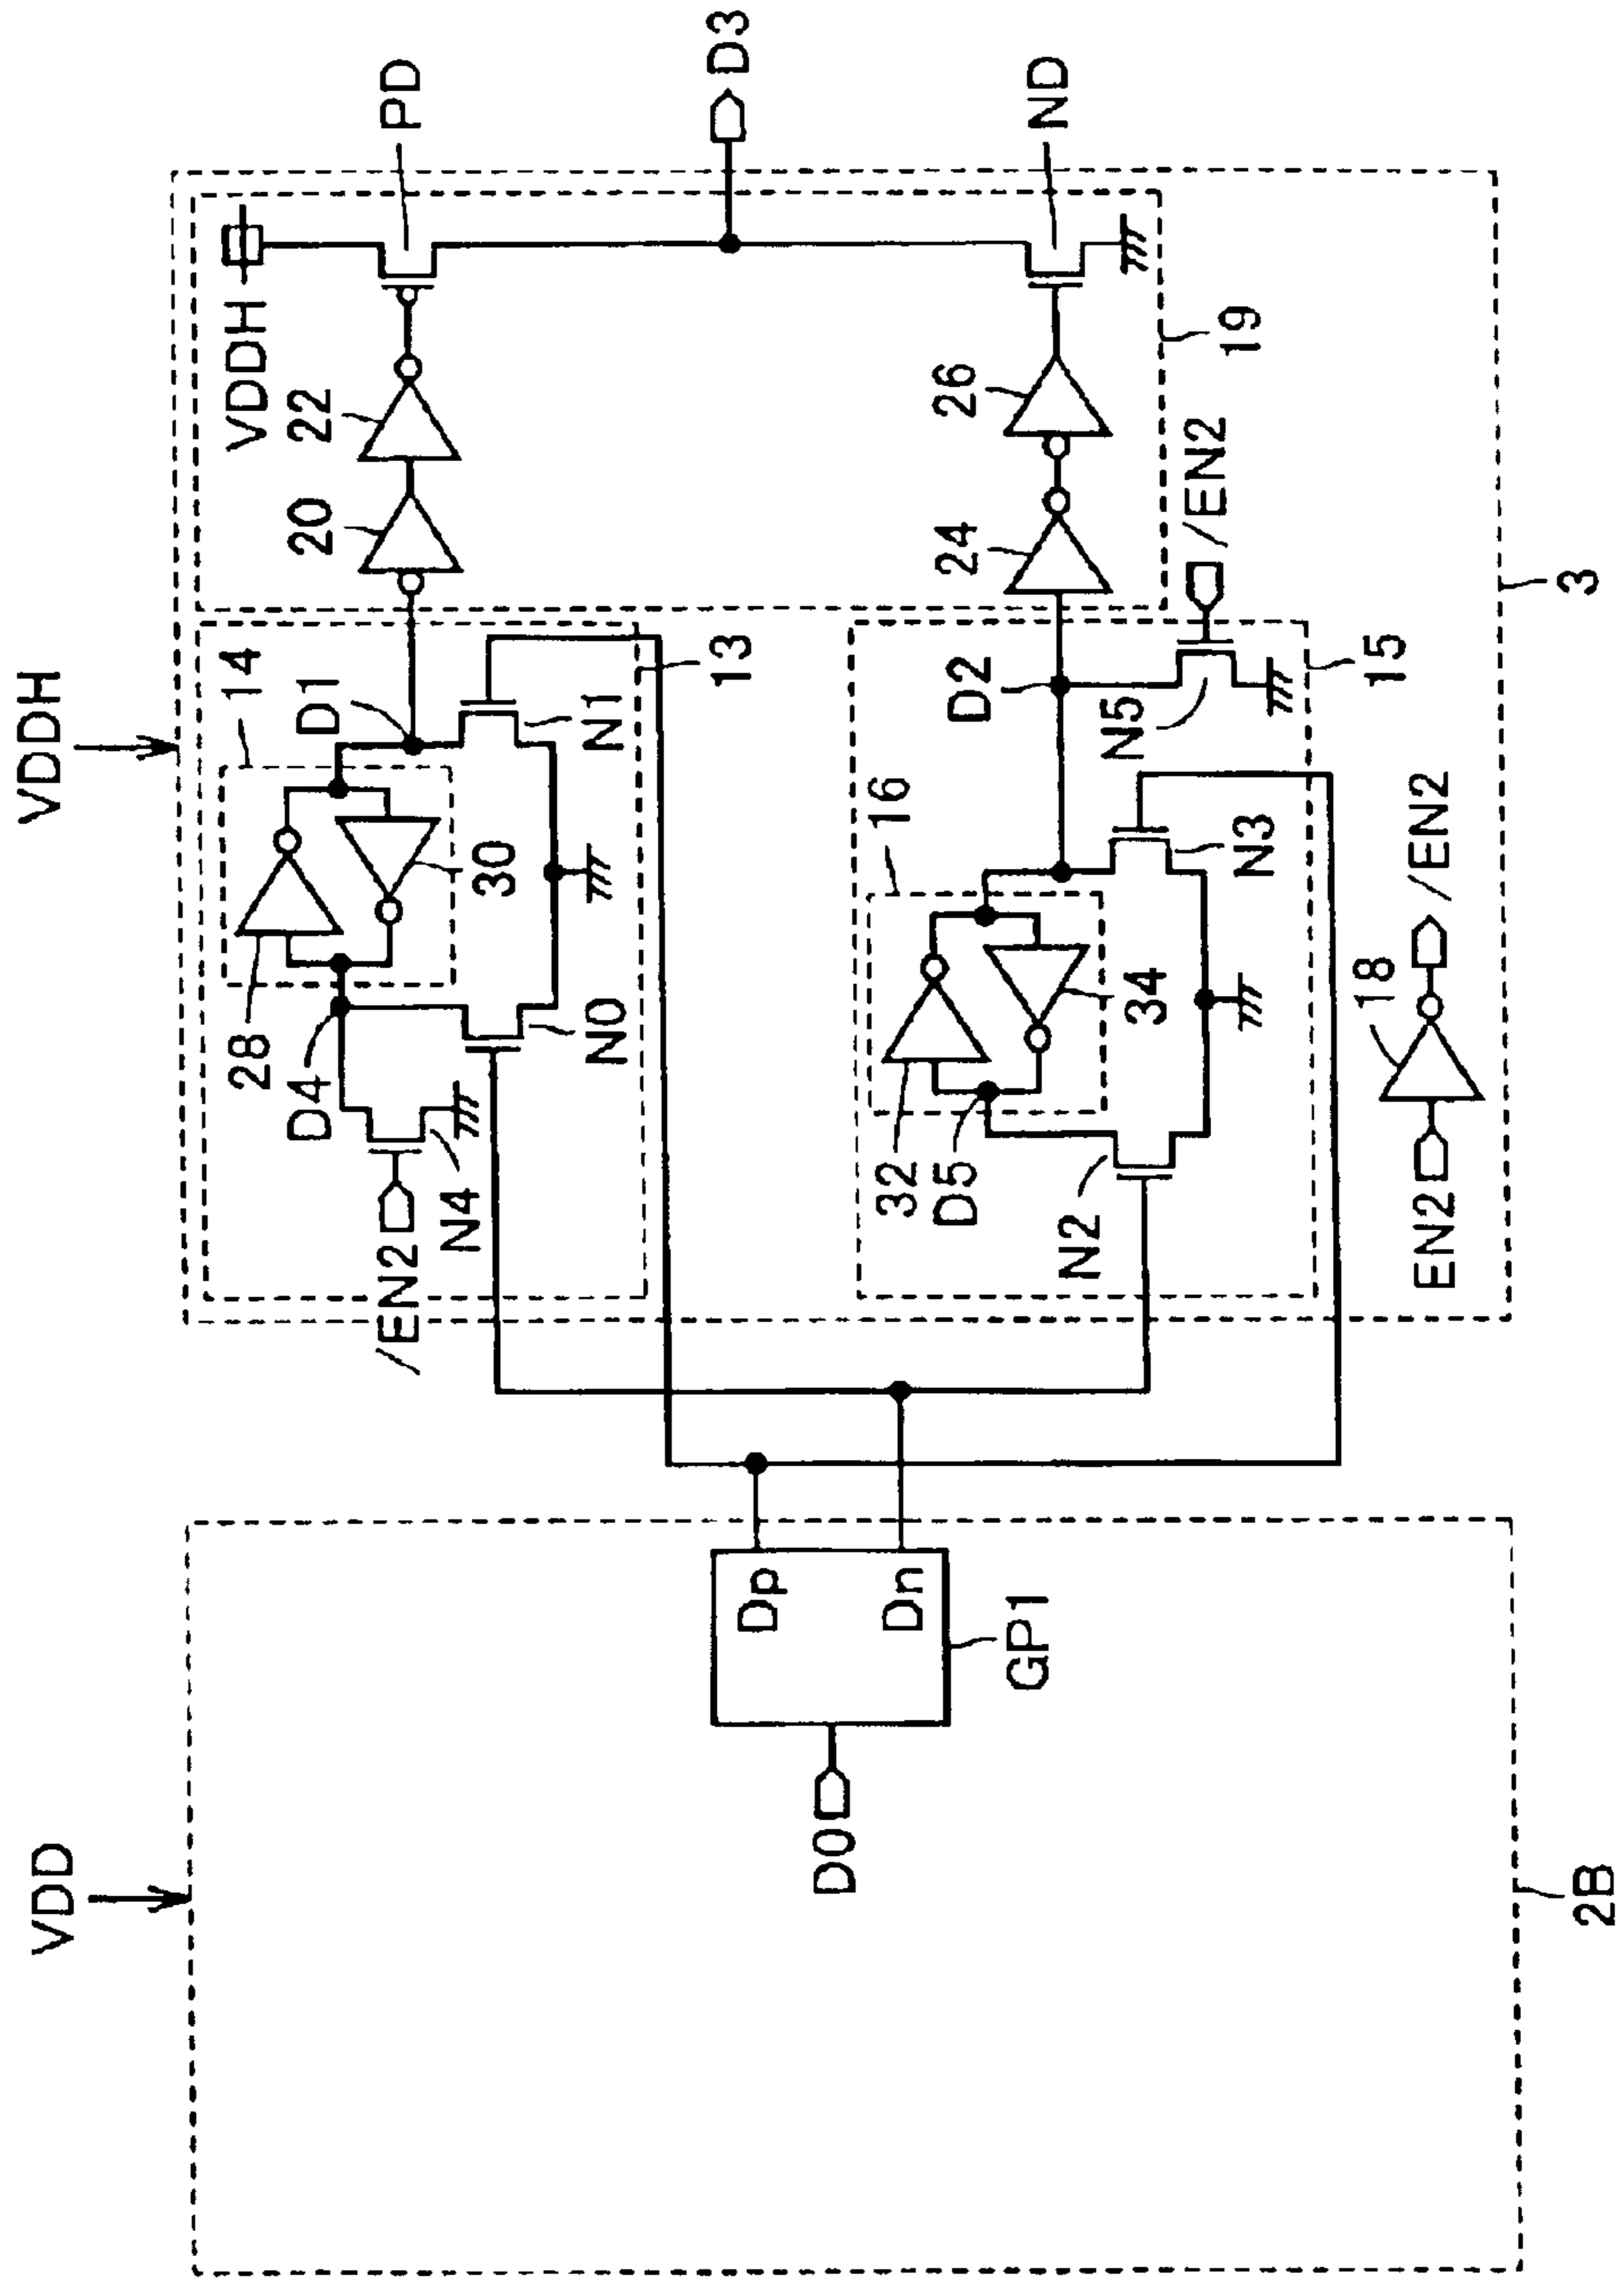 VDD
VDDH
2B
D0
Dp
Dn
GP1
/EN2
N4
D4
28
N0
14
30
D1
N1
13
20
22
VDDH
PD
D3
ND
26
24
19
/EN2
D2
N5
15
16
32
D5
34
N2
N3
EN2
18
/EN2
3